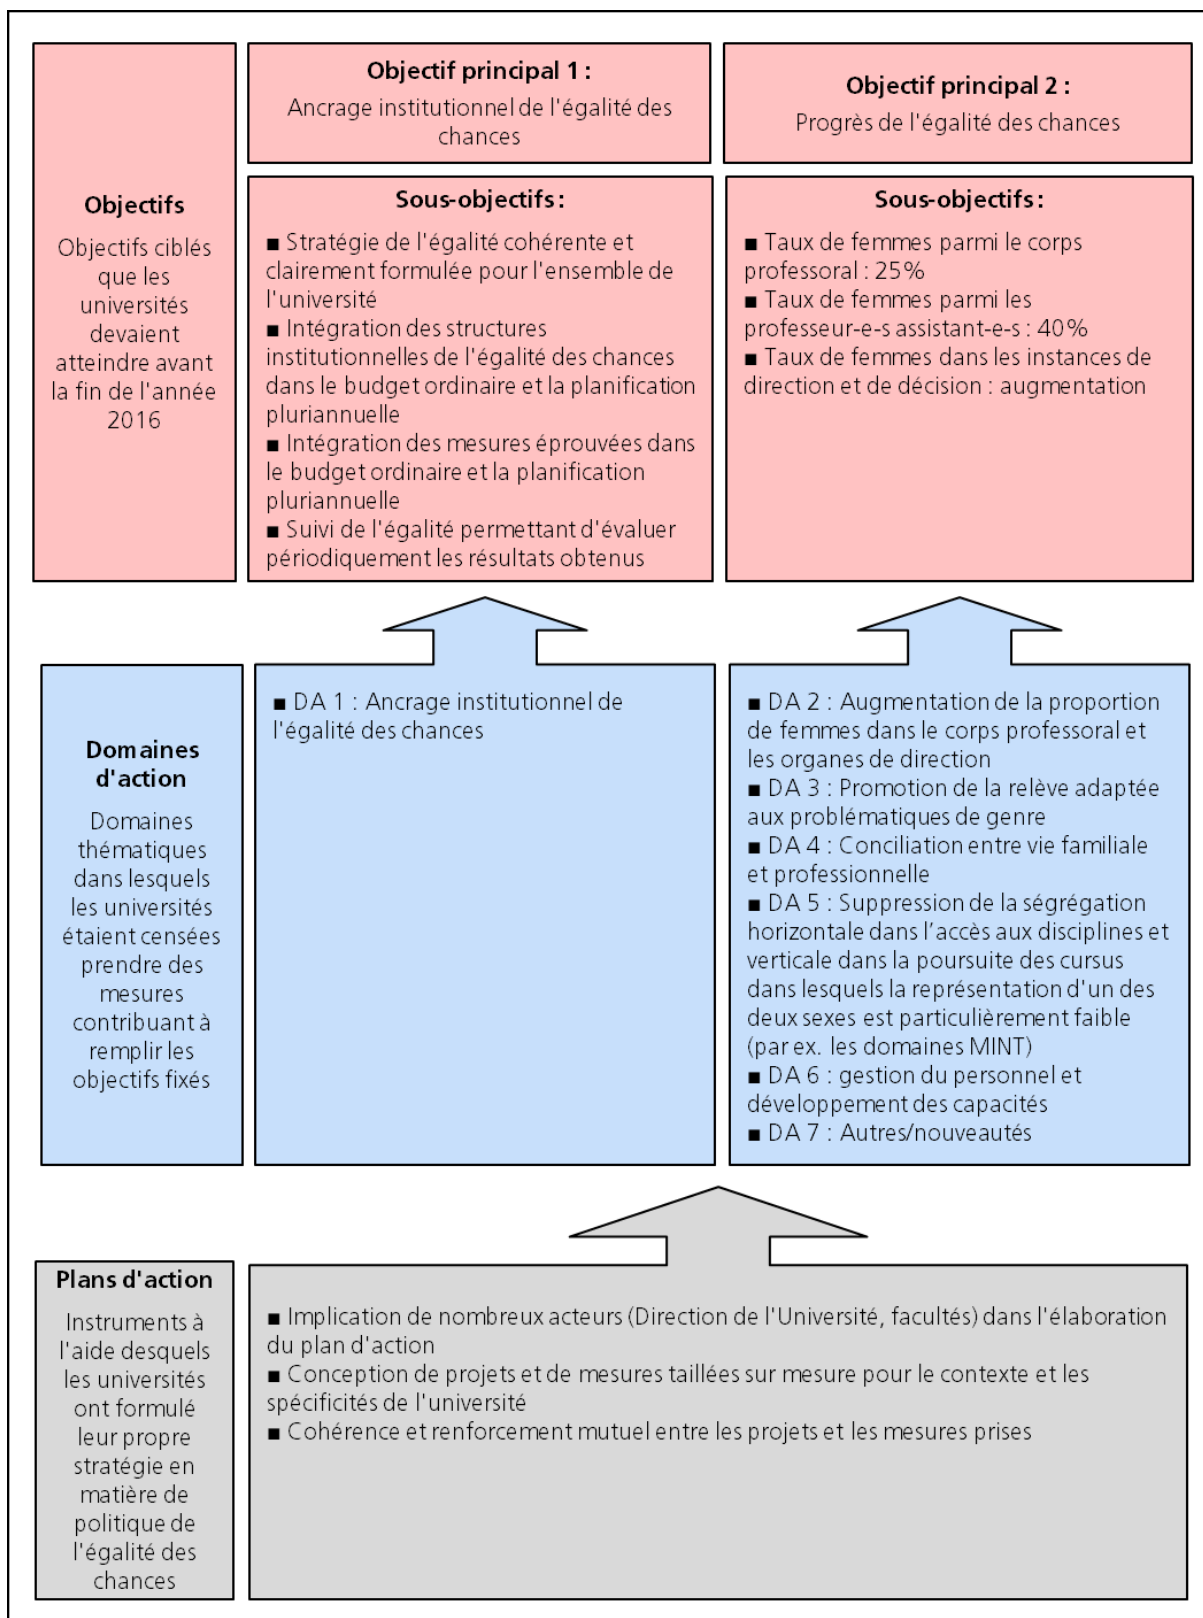 Objectifs
Objectifs ciblés
que les
universités
devaient
atteindre avant
la fin de l'année
2016
Objectif principal 1 :
Ancrage institutionnel de l'égalité des
chances
Objectif principal 2 :
Progrès de l'égalité des chances
Sous-objectifs :
■ Stratégie de l'égalité cohérente et
clairement formulée pour l'ensemble de
l'université
■ Intégration des structures
institutionnelles de l'égalité des chances
dans le budget ordinaire et la planification
pluriannuelle
■ Intégration des mesures éprouvées dans
le budget ordinaire et la planification
pluriannuelle
■ Suivi de l'égalité permettant d'évaluer
périodiquement les résultats obtenus
Sous-objectifs :
■ Taux de femmes parmi le corps
professoral : 25%
■ Taux de femmes parmi les
professeur-e-s assistant-e-s : 40%
■ Taux de femmes dans les instances de
direction et de décision : augmentation
Domaines
d'action
Domaines
thématiques
dans lesquels
les universités
étaient censées
prendre des
mesures
contribuant à
remplir les
objectifs fixés
■ DA 1 : Ancrage institutionnel de
l'égalité des chances
■ DA 2 : Augmentation de la proportion
de femmes dans le corps professoral et
les organes de direction
■ DA 3 : Promotion de la relève adaptée
aux problématiques de genre
■ DA 4 : Conciliation entre vie familiale
et professionnelle
■ DA 5 : Suppression de la ségrégation
horizontale dans l’accès aux disciplines et
verticale dans la poursuite des cursus
dans lesquels la représentation d'un des
deux sexes est particulièrement faible
(par ex. les domaines MINT)
■ DA 6 : gestion du personnel et
développement des capacités
■ DA 7 : Autres/nouveautés
Plans d'action
Instruments à
l'aide desquels
les universités
ont formulé
leur propre
stratégie en
matière de
politique de
l'égalité des
chances
■ Implication de nombreux acteurs (Direction de l'Université, facultés) dans l'élaboration
du plan d'action
■ Conception de projets et de mesures taillées sur mesure pour le contexte et les
spécificités de l'université
■ Cohérence et renforcement mutuel entre les projets et les mesures prises